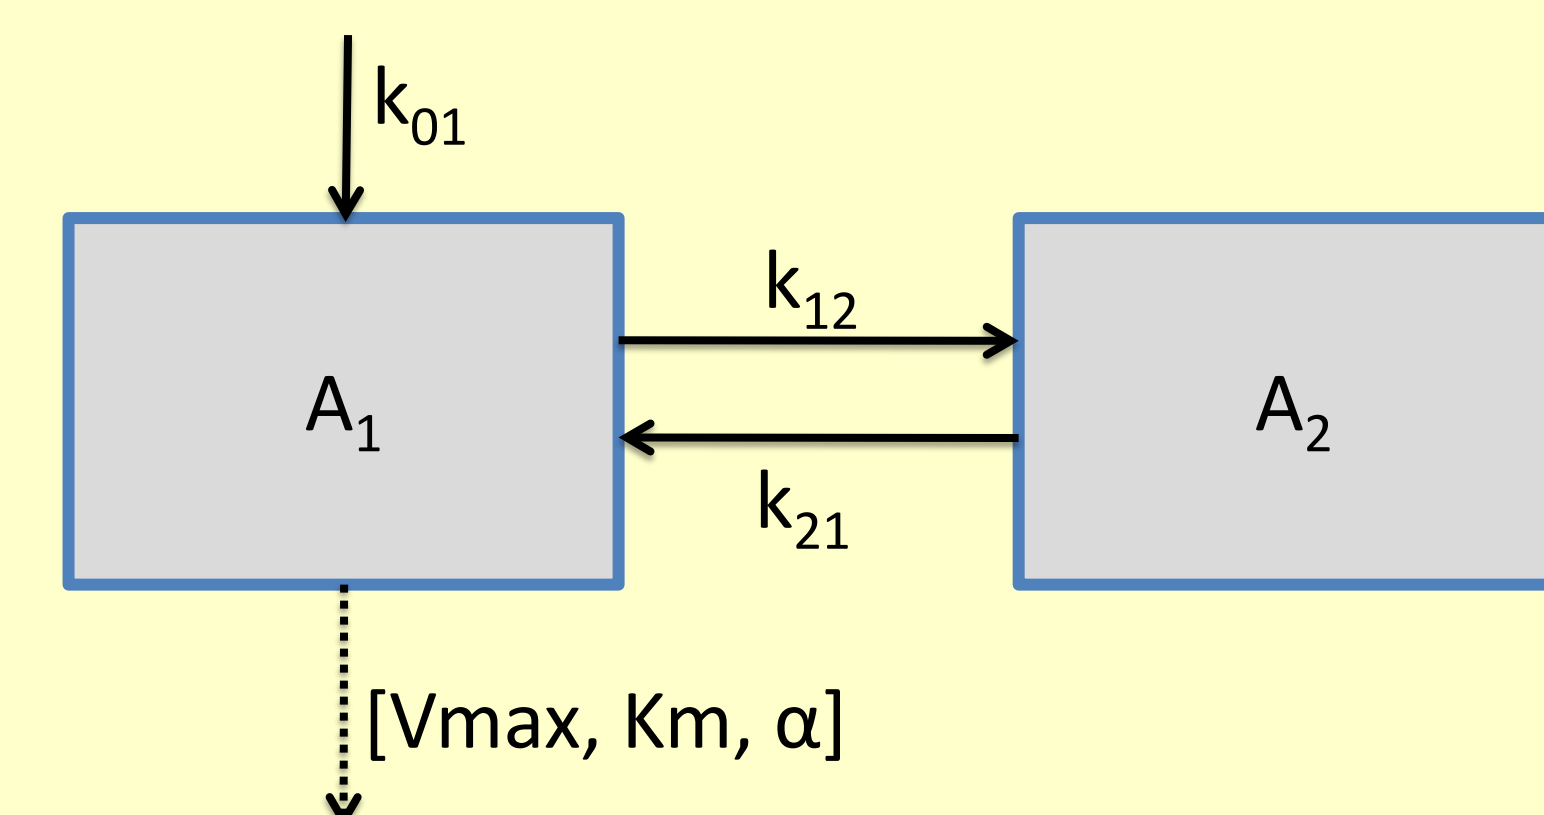 k₀₁
k₁₂
A₁
A₂
k₂₁
[Vmax, Km, α]